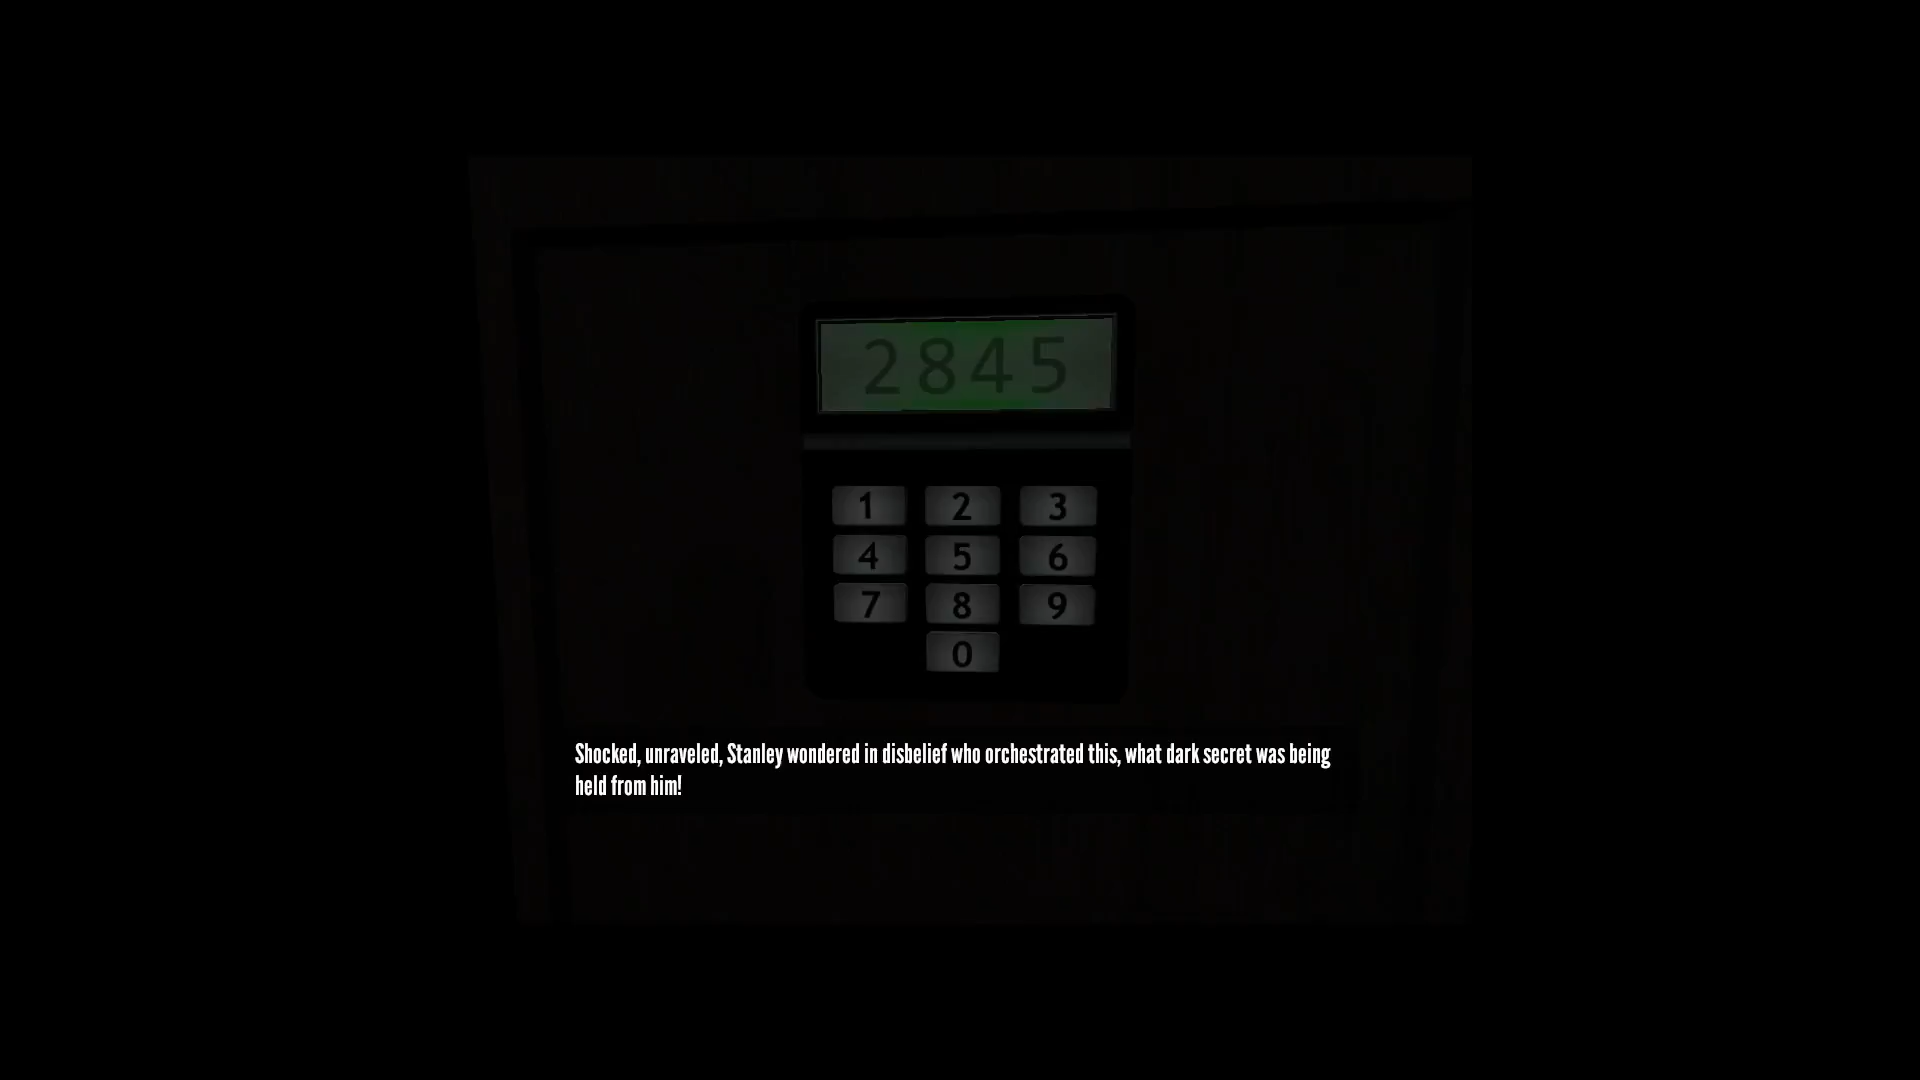 2845
1 2 3
4 5 6
7 8 9
0
Shocked, unraveled, Stanley wondered in disbelief who orchestrated this, what dark secret was being
held from him!